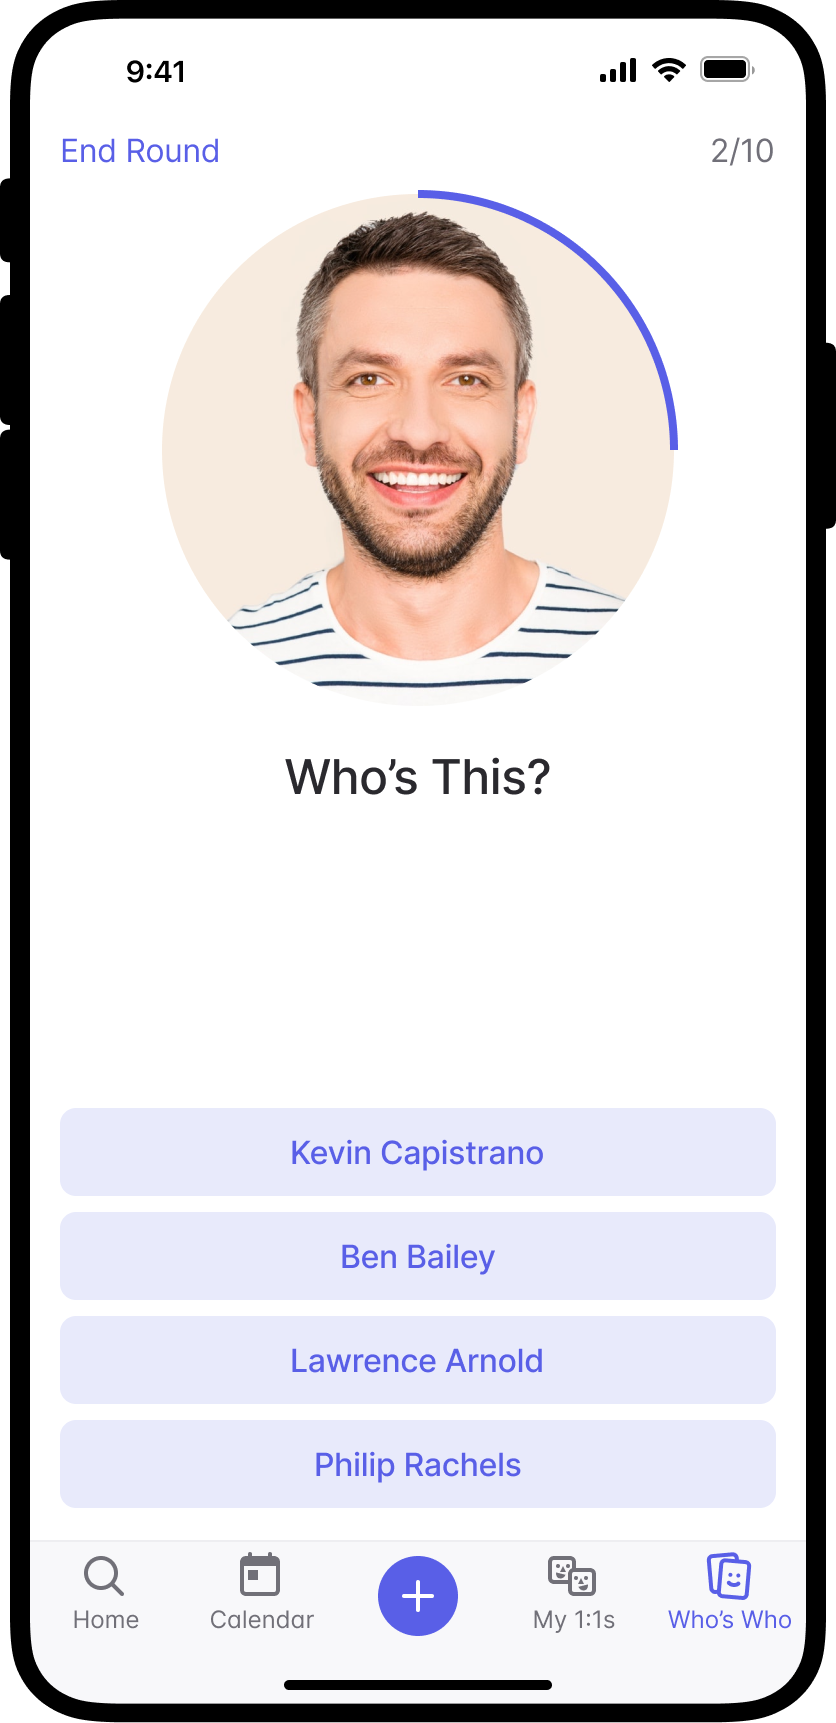 9:41
End Round
2/10
Who’s This?
Kevin Capistrano
Ben Bailey
Lawrence Arnold
Philip Rachels
Home
Calendar
My 1:1s
Who’s Who